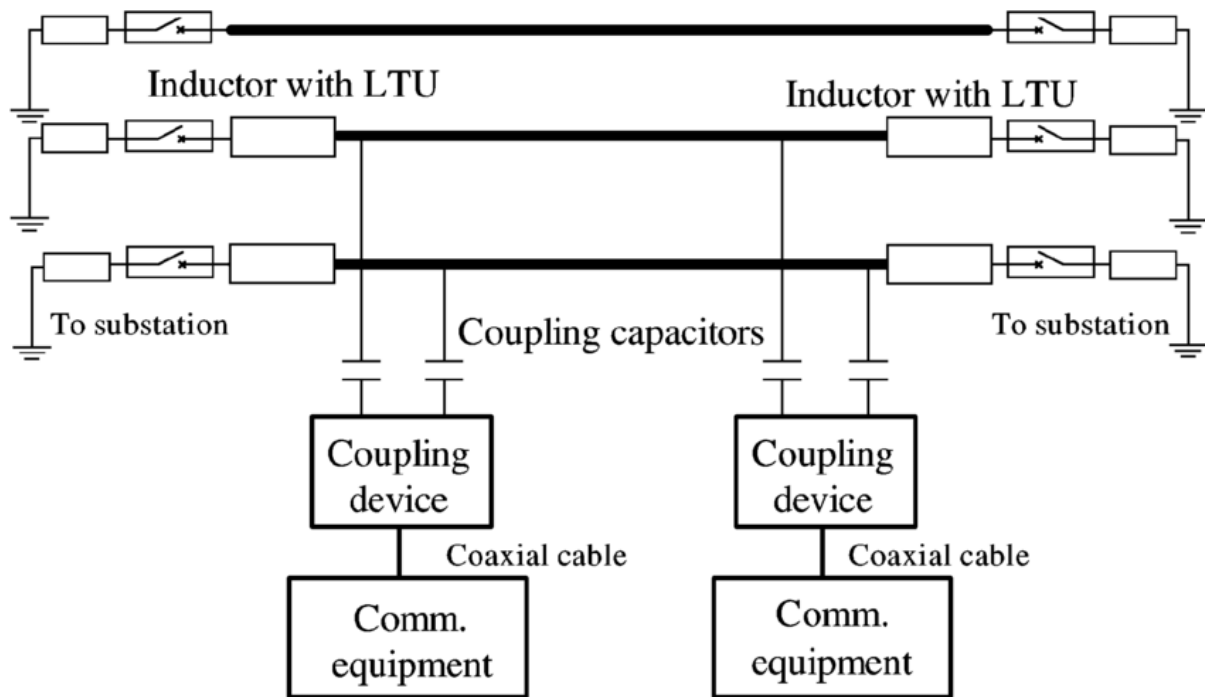 Inductor with LTU
Inductor with LTU
To substation
To substation
Coupling capacitors
Coupling
device
Coupling
device
Coaxial cable
Coaxial cable
Comm.
equipment
Comm.
equipment